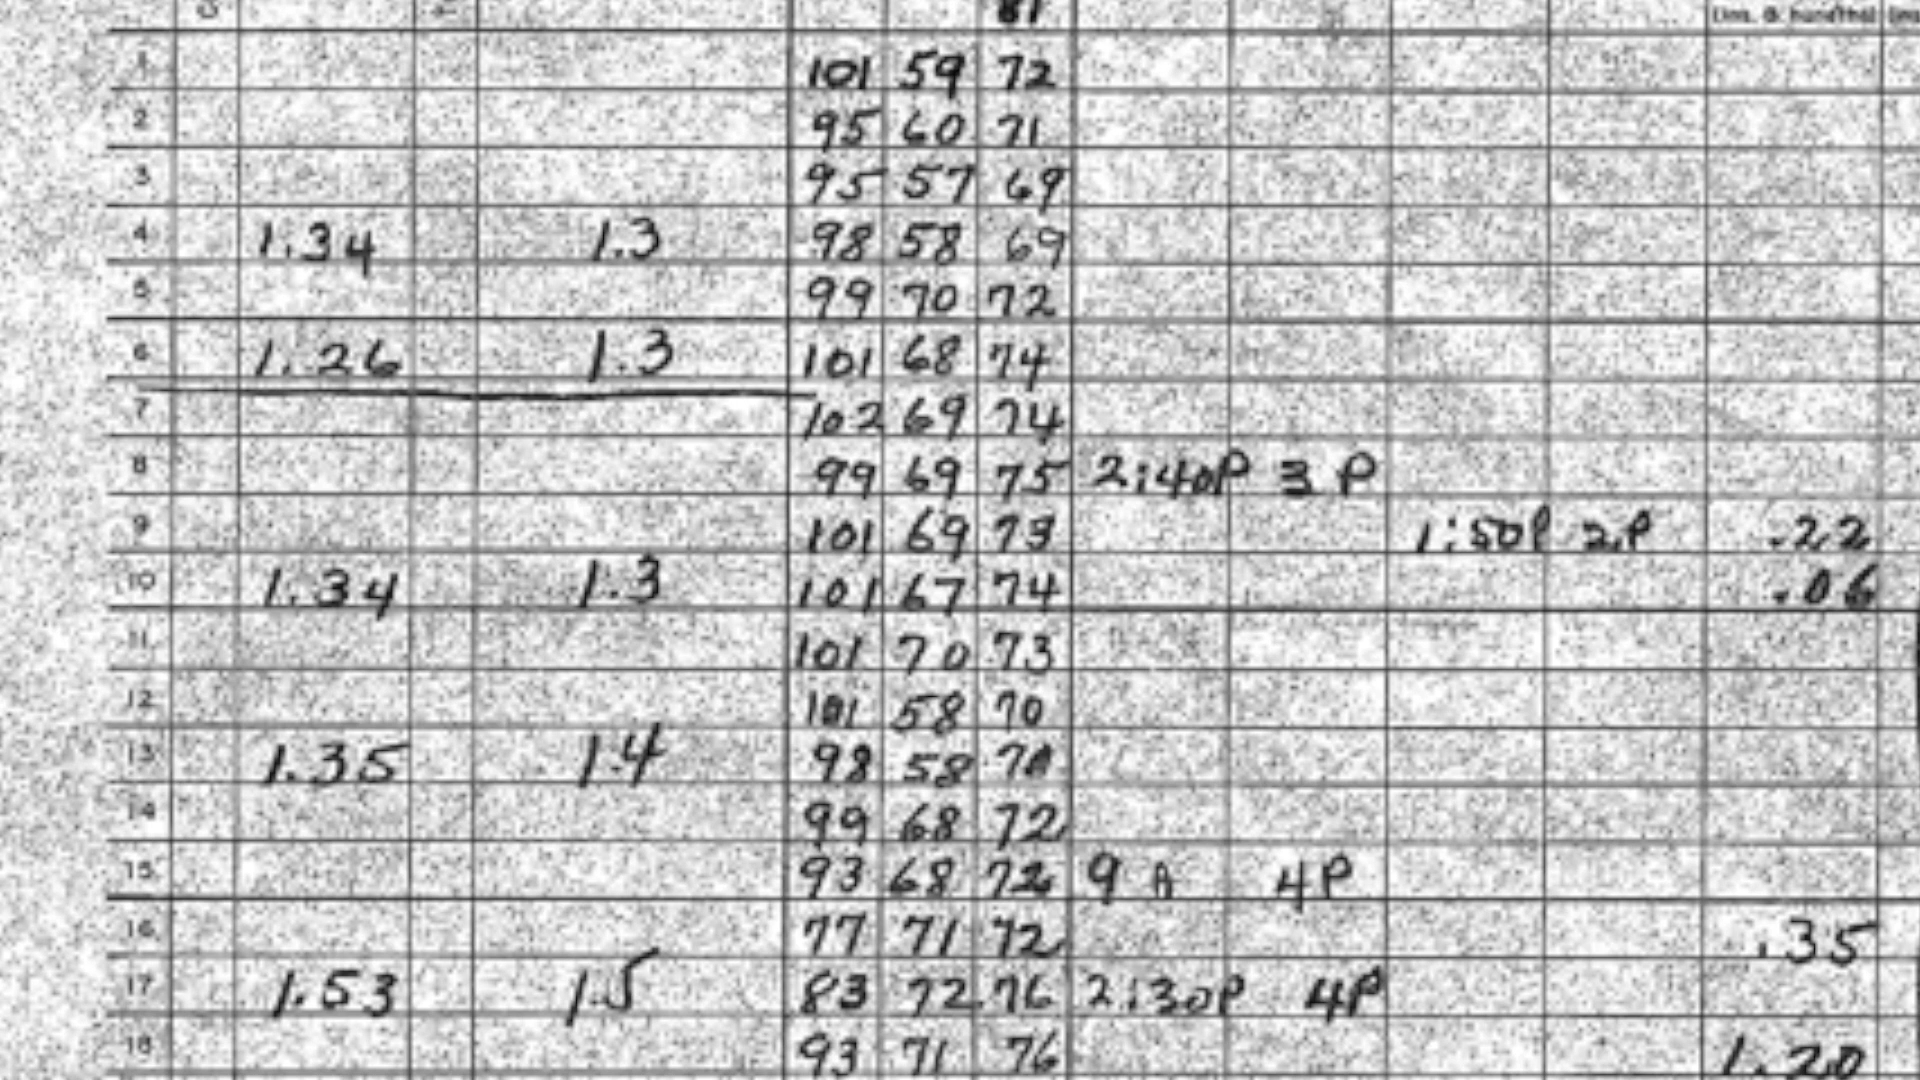 (ins. & hundths) (ins
1 101 59 72
2 95 60 71
3 95 57 69
4 1.34 1.3 98 58 69
5 99 70 72
6 1.26 1.3 101 68 74
7 102 69 74
8 99 69 75 2:40P 3 P
9 101 69 73 1:50P 2P .22
10 1.34 1.3 101 67 74 .06
11 101 70 73
12 101 58 70
13 1.35 1.4 98 58 70
14 99 68 72
15 93 68 72 9 A 4P
16 77 71 72 .35
17 1.53 1.5 83 72 76 2:30P 4P
18 93 71 76 1.20